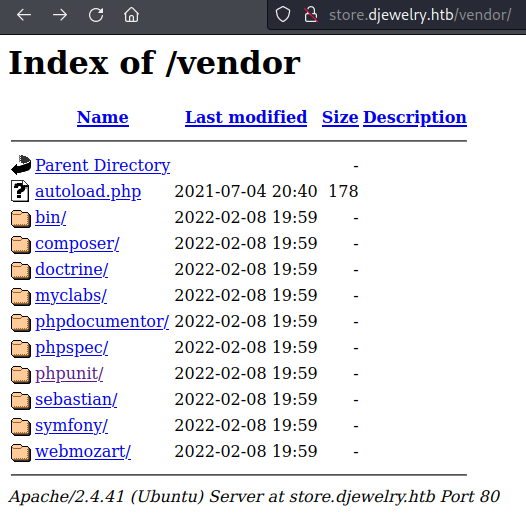 store.djewelry.htb/vendor/
Index of /vendor
Name Last modified Size Description
Parent Directory -
autoload.php 2021-07-04 20:40 178
bin/ 2022-02-08 19:59 -
composer/ 2022-02-08 19:59 -
doctrine/ 2022-02-08 19:59 -
myclabs/ 2022-02-08 19:59 -
phpdocumentor/ 2022-02-08 19:59 -
phpspec/ 2022-02-08 19:59 -
phpunit/ 2022-02-08 19:59 -
sebastian/ 2022-02-08 19:59 -
symfony/ 2022-02-08 19:59 -
webmozart/ 2022-02-08 19:59 -
Apache/2.4.41 (Ubuntu) Server at store.djewelry.htb Port 80